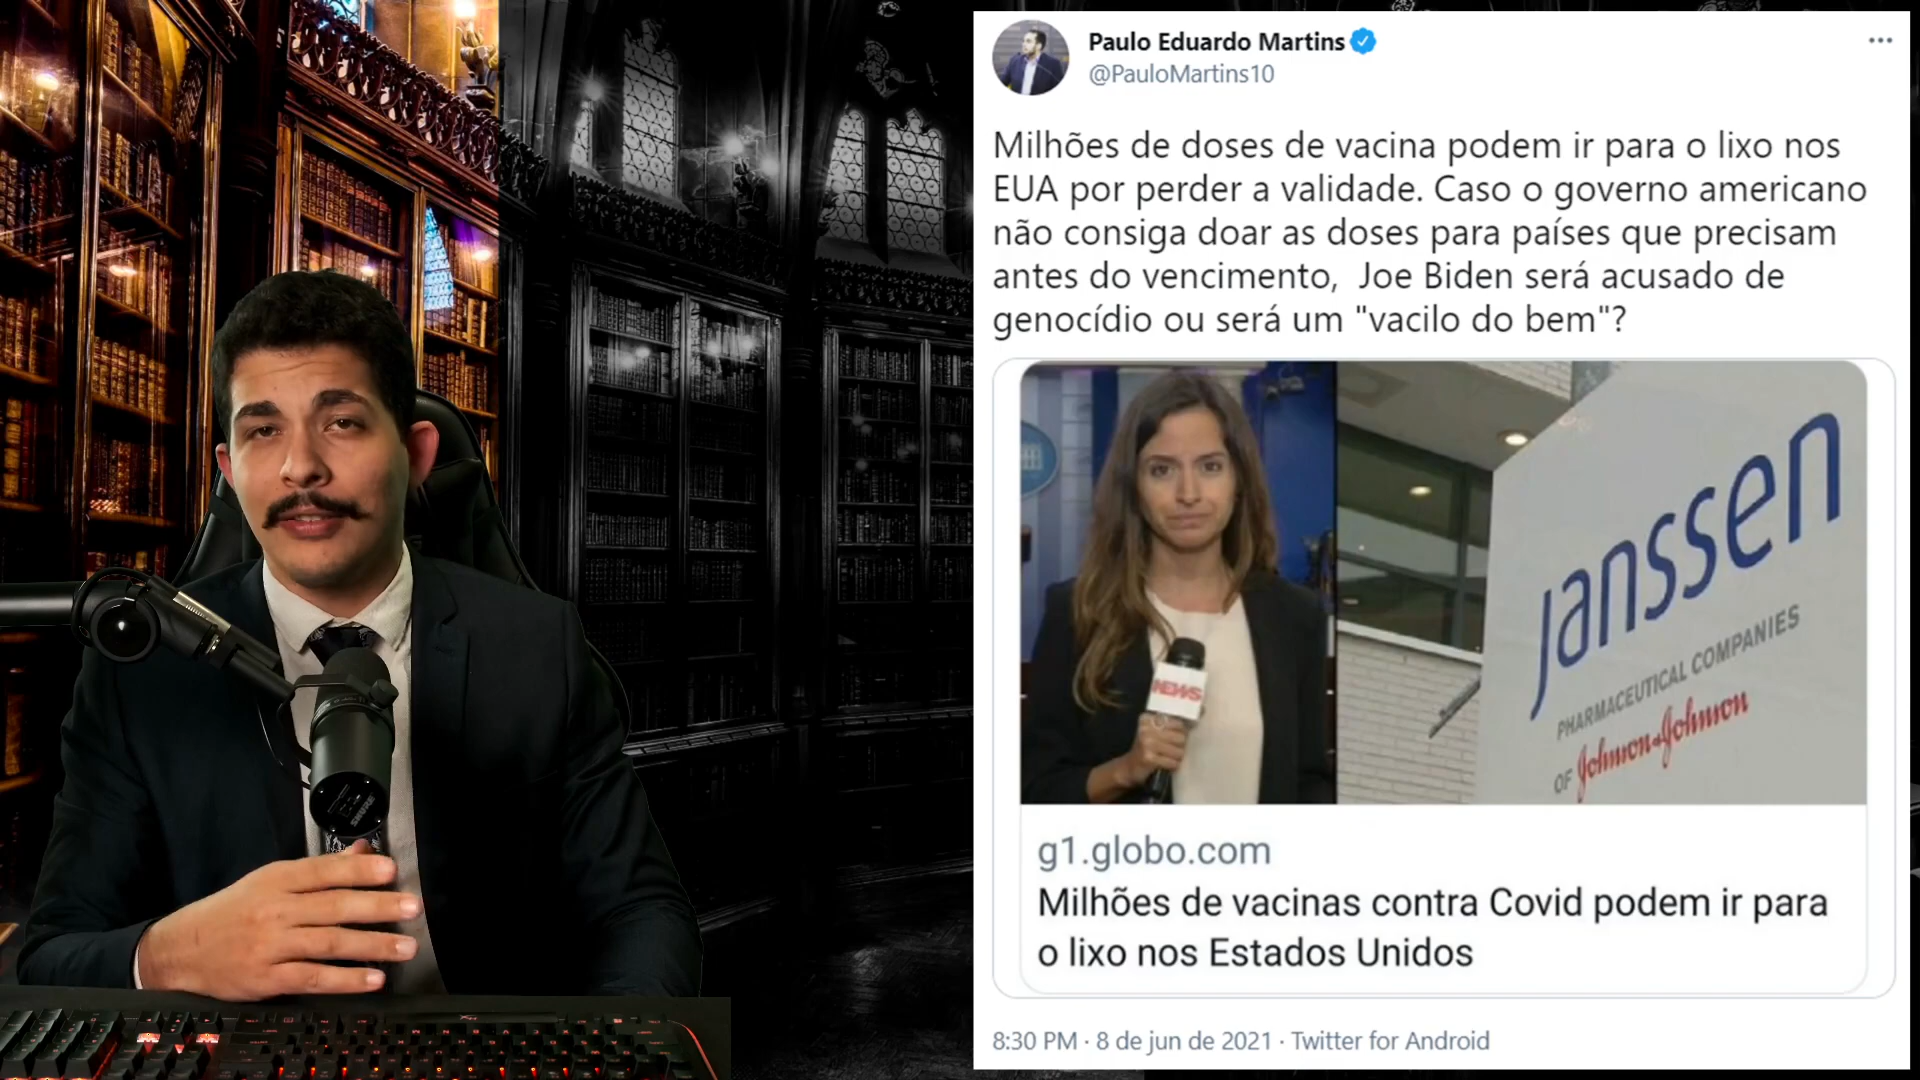 Paulo Eduardo Martins
@PauloMartins10
Milhões de doses de vacina podem ir para o lixo nos
EUA por perder a validade. Caso o governo americano
não consiga doar as doses para países que precisam
antes do vencimento,  Joe Biden será acusado de
genocídio ou será um "vacilo do bem"?
NEWS
Janssen
PHARMACEUTICAL COMPANIES
OF Johnson & Johnson
SHURE
g1.globo.com
Milhões de vacinas contra Covid podem ir para
o lixo nos Estados Unidos
8:30 PM · 8 de jun de 2021 · Twitter for Android